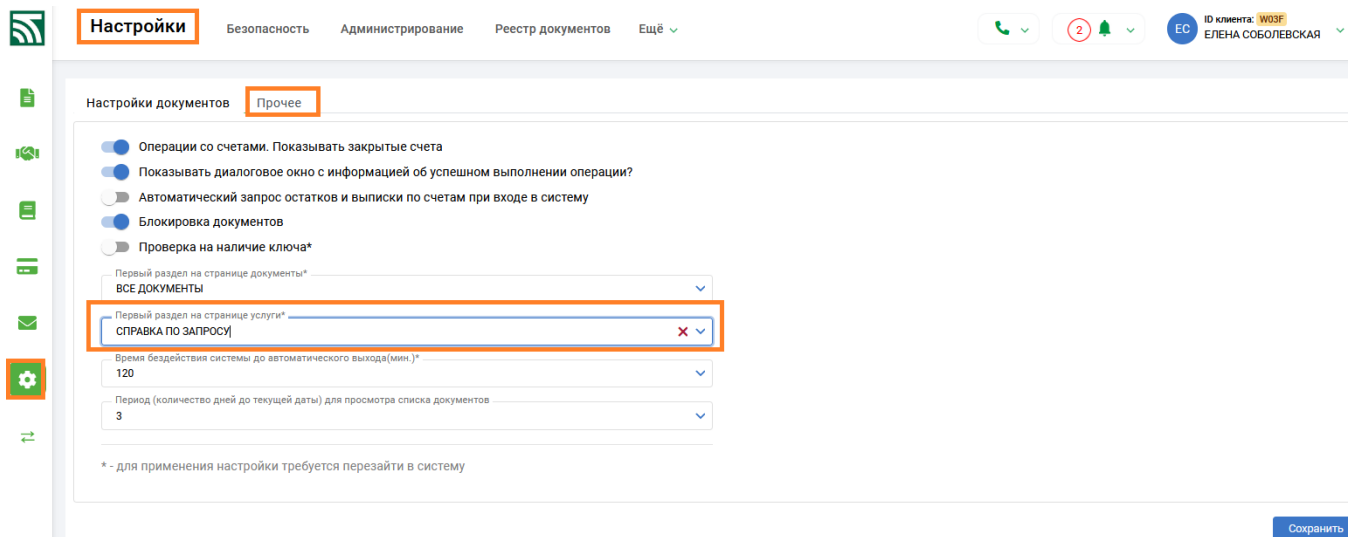 Настройки Безопасность Администрирование Реестр документов Ещё 2 ЕС ID клиента: W03F
ЕЛЕНА СОБОЛЕВСКАЯ
Настройки документов Прочее
Операции со счетами. Показывать закрытые счета
Показывать диалоговое окно с информацией об успешном выполнении операции?
Автоматический запрос остатков и выписки по счетам при входе в систему
Блокировка документов
Проверка на наличие ключа*
Первый раздел на странице документы*
ВСЕ ДОКУМЕНТЫ
Первый раздел на странице услуги*
СПРАВКА ПО ЗАПРОСУ
Время бездействия системы до автоматического выхода(мин.)*
120
Период (количество дней до текущей даты) для просмотра списка документов
3
* - для применения настройки требуется перезайти в систему
Сохранить